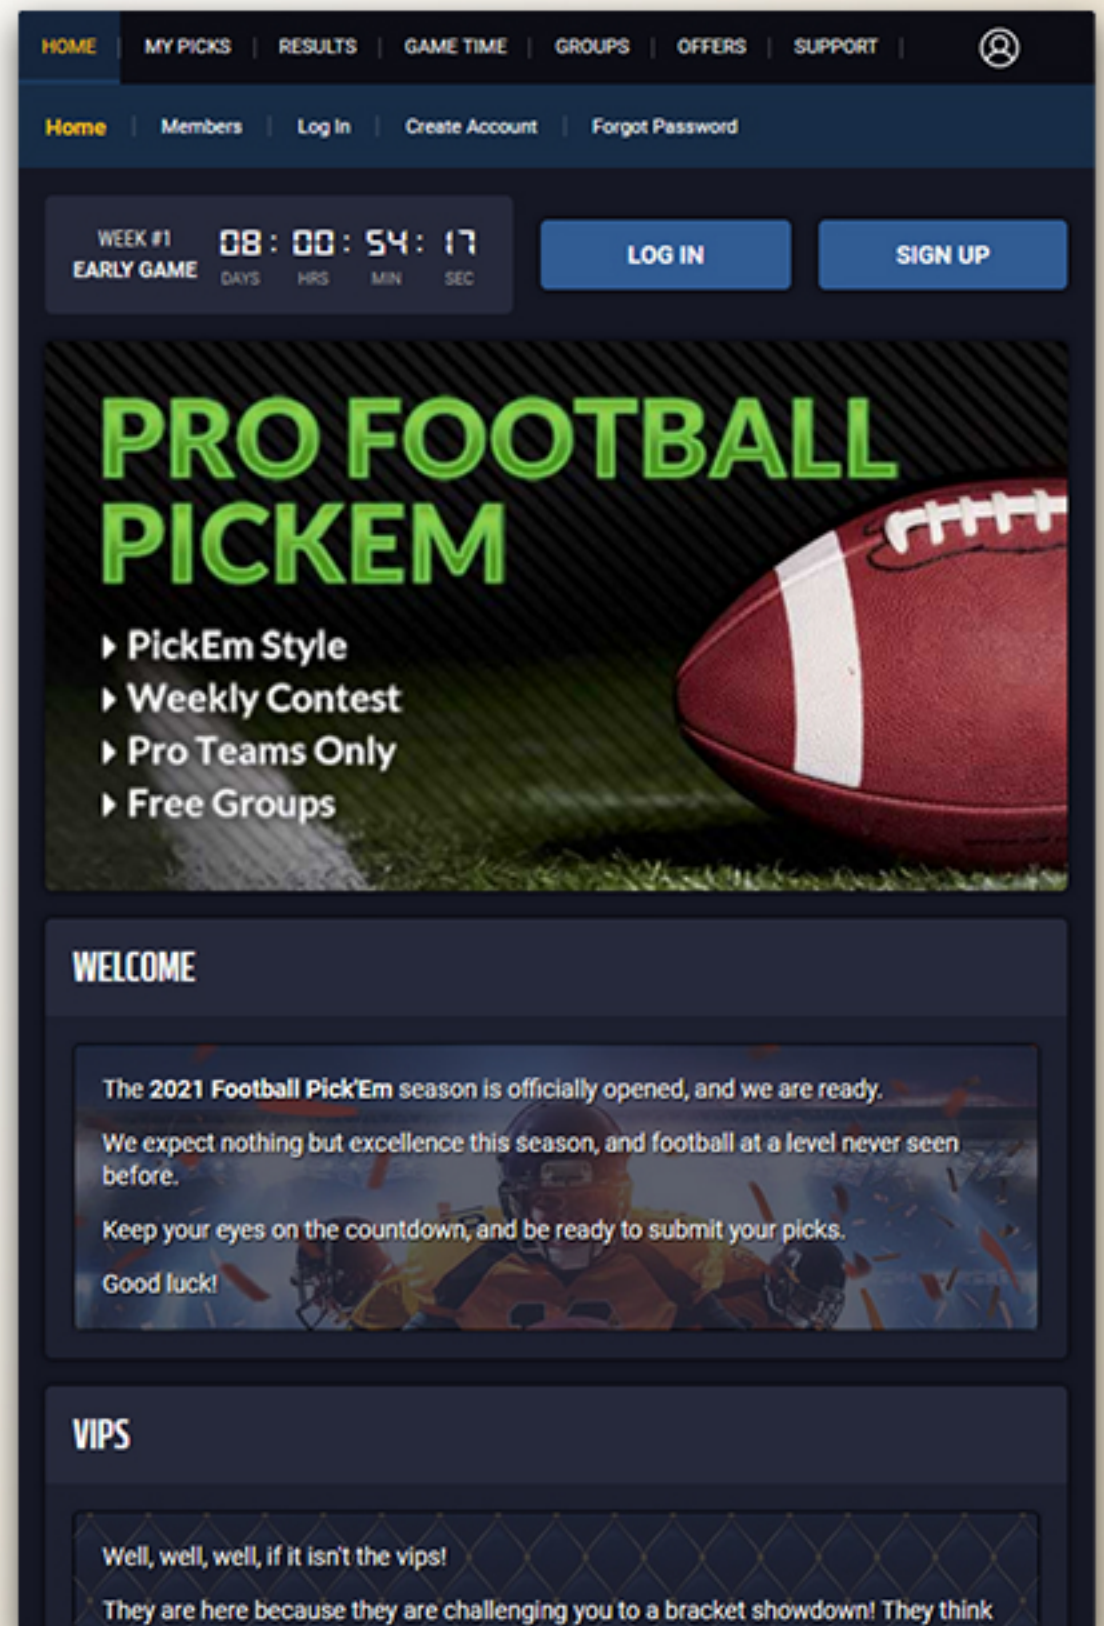 HOME | MY PICKS | RESULTS | GAME TIME | GROUPS | OFFERS | SUPPORT |
Home | Members | Log In | Create Account | Forgot Password
WEEK #1
EARLY GAME
08 : 00 : 54 : 17
DAYS HRS MIN SEC
LOG IN
SIGN UP
PRO FOOTBALL
PICKEM
PickEm Style
Weekly Contest
Pro Teams Only
Free Groups
WELCOME
The 2021 Football Pick'Em season is officially opened, and we are ready.
We expect nothing but excellence this season, and football at a level never seen
before.
Keep your eyes on the countdown, and be ready to submit your picks.
Good luck!
VIPS
Well, well, well, if it isn't the vips!
They are here because they are challenging you to a bracket showdown! They think